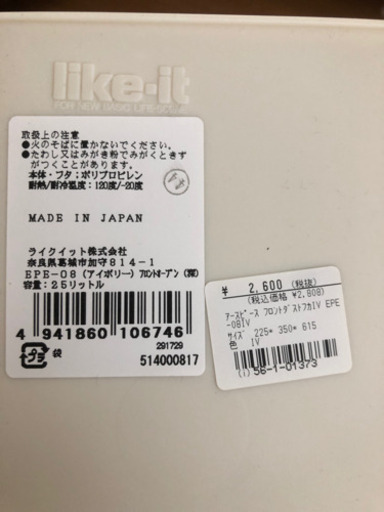 like-it
FOR NEW BASIC LIFE SCENE
取扱上の注意
●火のそばに置かないでください。
●たわし又はみがき粉でみがくときず
がつくことがあります。
本体・フタ:ポリプロピレン
耐熱/耐冷温度:120度/-20度
MADE IN JAPAN
ライクイット株式会社
奈良県葛城市加守814-1
EPE-08 (アイボリー) フロントオープン
容量:25リットル
4 941860 106746
291729
袋
514000817
¥ 2,600 (税抜)
(税込価格 ¥2,808)
アースピース フロントダストフカIV EPE
-08IV
サイズ 225* 350* 615
色 IV
(1) 56-1-01373